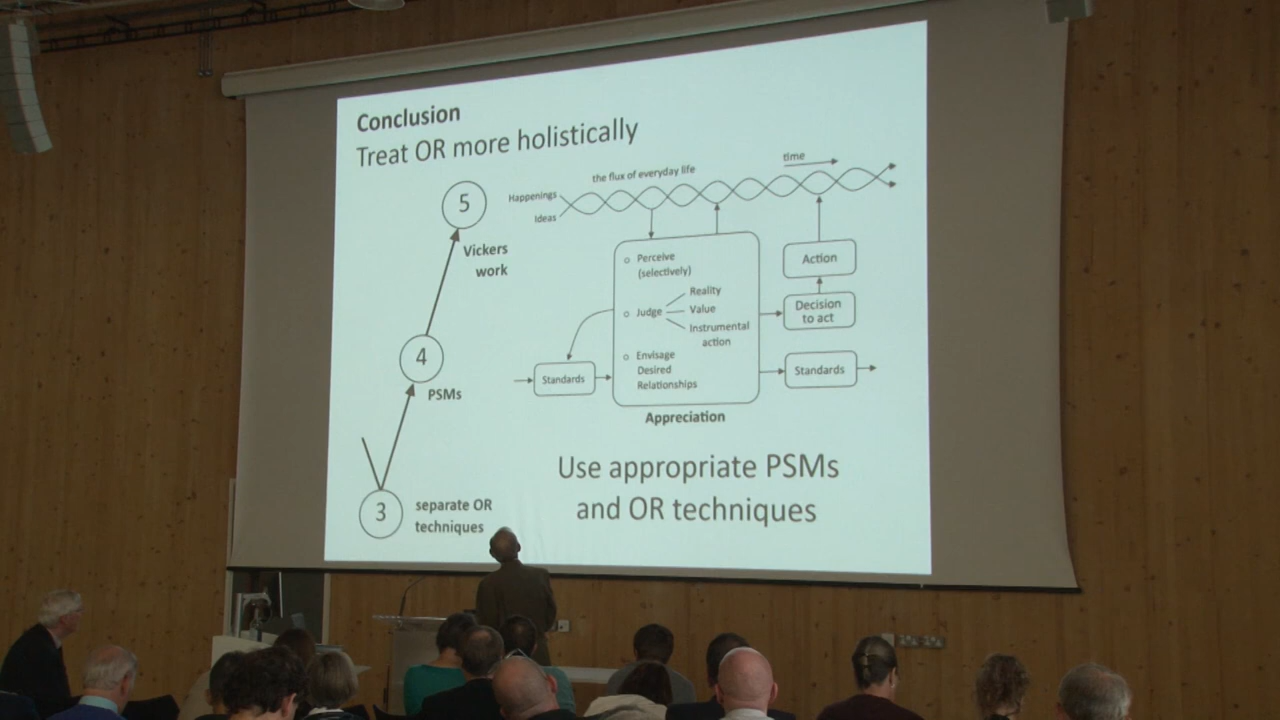 Conclusion
Treat OR more holistically
5
Vickers
work
4
PSMs
3
separate OR
techniques
time
the flux of everyday life
Happenings
Ideas
Perceive
(selectively)
Judge
Reality
Value
Instrumental
action
Envisage
Desired
Relationships
Standards
Appreciation
Action
Decision
to act
Standards
Use appropriate PSMs
and OR techniques